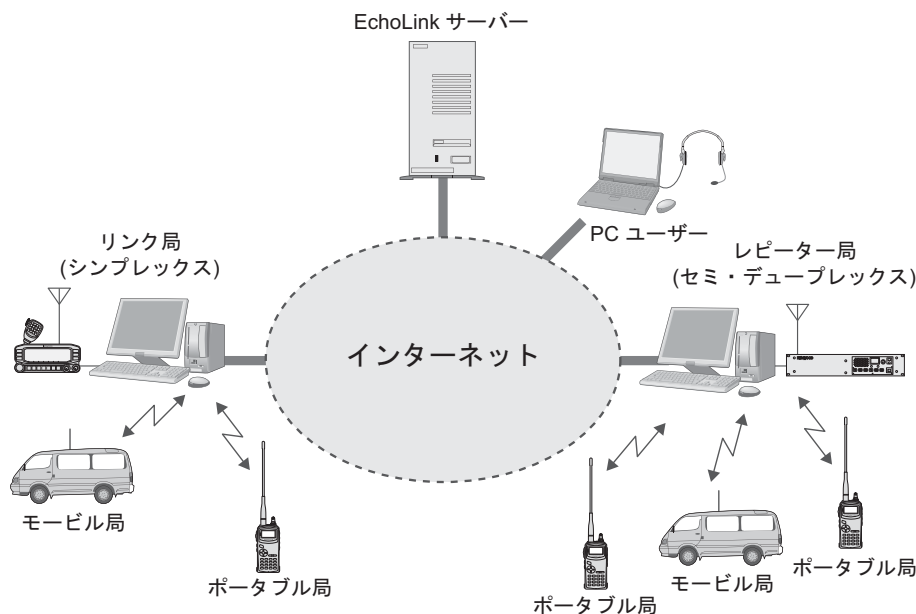 EchoLink サーバー
PC ユーザー
リンク局
(シンプレックス)
レピーター局
(セミ・デュープレックス)
インターネット
モービル局
ポータブル局
ポータブル局
モービル局
ポータブル局